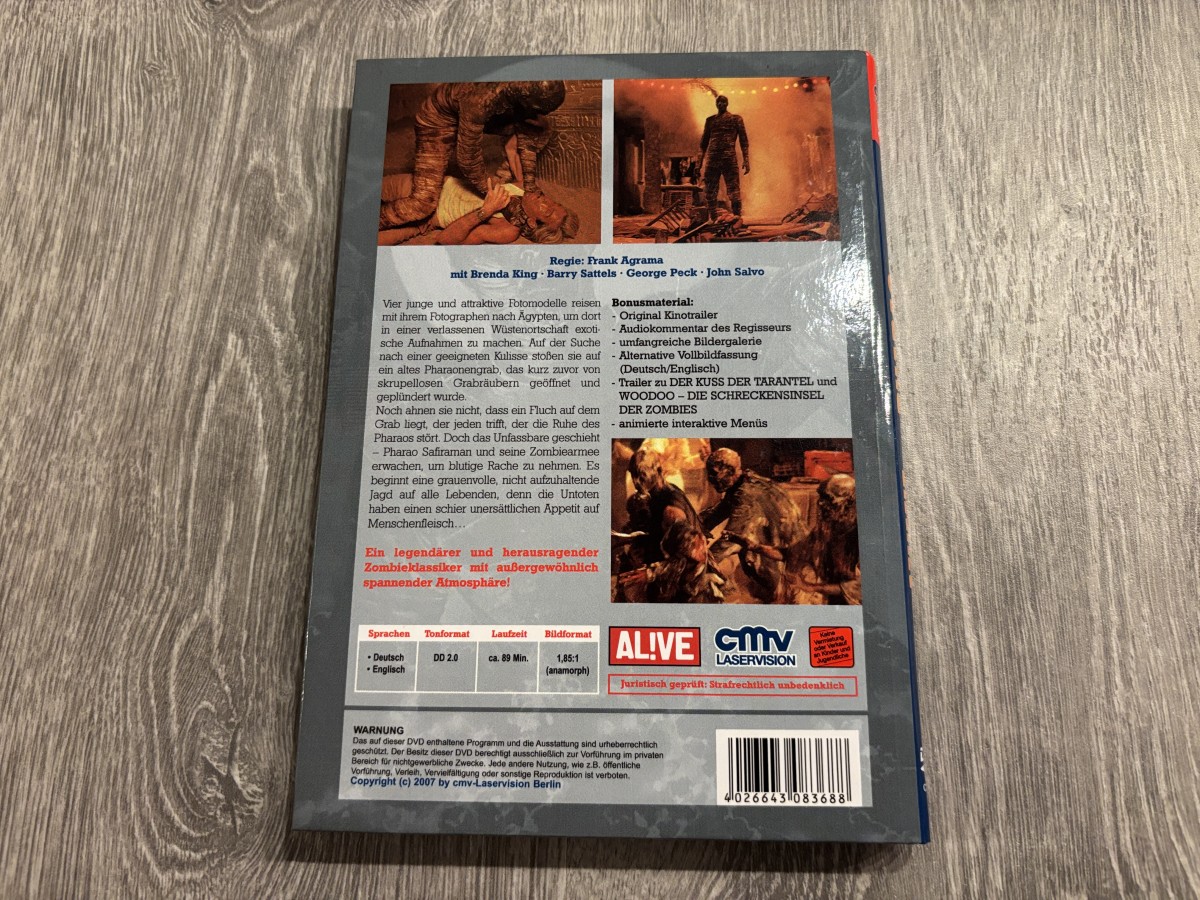 Regie: Frank Agrama
mit Brenda King · Barry Sattels · George Peck · John Salvo
Vier junge und attraktive Fotomodelle reisen
mit ihrem Fotographen nach Ägypten, um dort
in einer verlassenen Wüstenortschaft exoti-
sche Aufnahmen zu machen. Auf der Suche
nach einer geeigneten Kulisse stoßen sie auf
ein altes Pharaonengrab, das kurz zuvor von
skrupellosen Grabräubern geöffnet und
geplündert wurde.
Noch ahnen sie nicht, dass ein Fluch auf dem
Grab liegt, der jeden trifft, der die Ruhe des
Pharaos stört. Doch das Unfassbare geschieht
– Pharao Safiraman und seine Zombiearmee
erwachen, um blutige Rache zu nehmen. Es
beginnt eine grauenvolle, nicht aufzuhaltende
Jagd auf alle Lebenden, denn die Untoten
haben einen schier unersättlichen Appetit auf
Menschenfleisch…
Ein legendärer und herausragender
Zombieklassiker mit außergewöhnlich
spannender Atmosphäre!
Bonusmaterial:
- Original Kinotrailer
- Audiokommentar des Regisseurs
- umfangreiche Bildergalerie
- Alternative Vollbildfassung
(Deutsch/Englisch)
- Trailer zu DER KUSS DER TARANTEL und
WOODOO – DIE SCHRECKENSINSEL
DER ZOMBIES
- animierte interaktive Menüs
Sprachen Tonformat Laufzeit Bildformat
• Deutsch DD 2.0 ca. 89 Min. 1,85:1
• Englisch (anamorph)
AL!VE
cmv
LASERVISION
Keine
Vermietung
oder Verkauf
an Kinder und
Jugendliche
Juristisch geprüft: Strafrechtlich unbedenklich
WARNUNG
Das auf dieser DVD enthaltene Programm und die Ausstattung sind urheberrechtlich
geschützt. Der Besitz dieser DVD berechtigt ausschließlich zur Vorführung im privaten
Bereich für nichtgewerbliche Zwecke. Jede andere Nutzung, wie z.B. öffentliche
Vorführung, Verleih, Vervielfältigung oder sonstige Reproduktion ist verboten.
Copyright (c) 2007 by cmv-Laservision Berlin
4026643083688